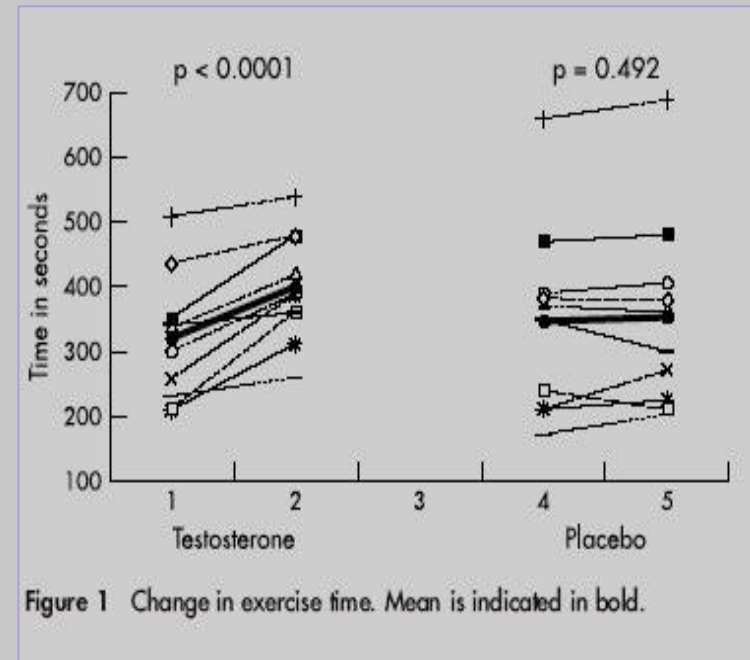 p < 0.0001
p = 0.492
700
600
500
400
300
200
100
Time in seconds
1 2 3 4 5
Testosterone Placebo
Figure 1 Change in exercise time. Mean is indicated in bold.